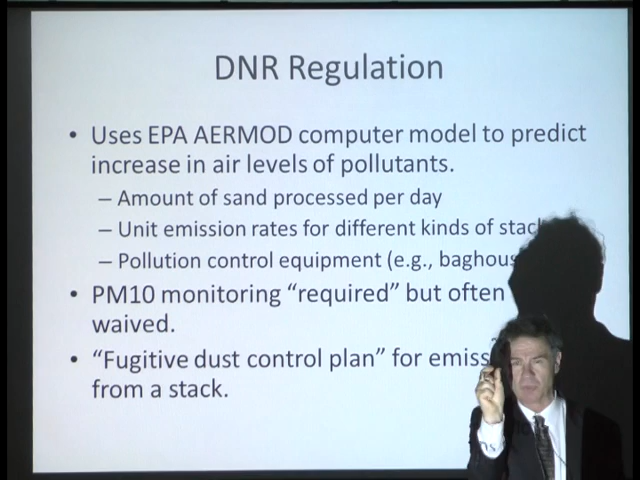 DNR Regulation
• Uses EPA AERMOD computer model to predict
increase in air levels of pollutants.
– Amount of sand processed per day
– Unit emission rates for different kinds of stac
– Pollution control equipment (e.g., baghous
• PM10 monitoring “required” but often
waived.
• “Fugitive dust control plan” for emiss
from a stack.